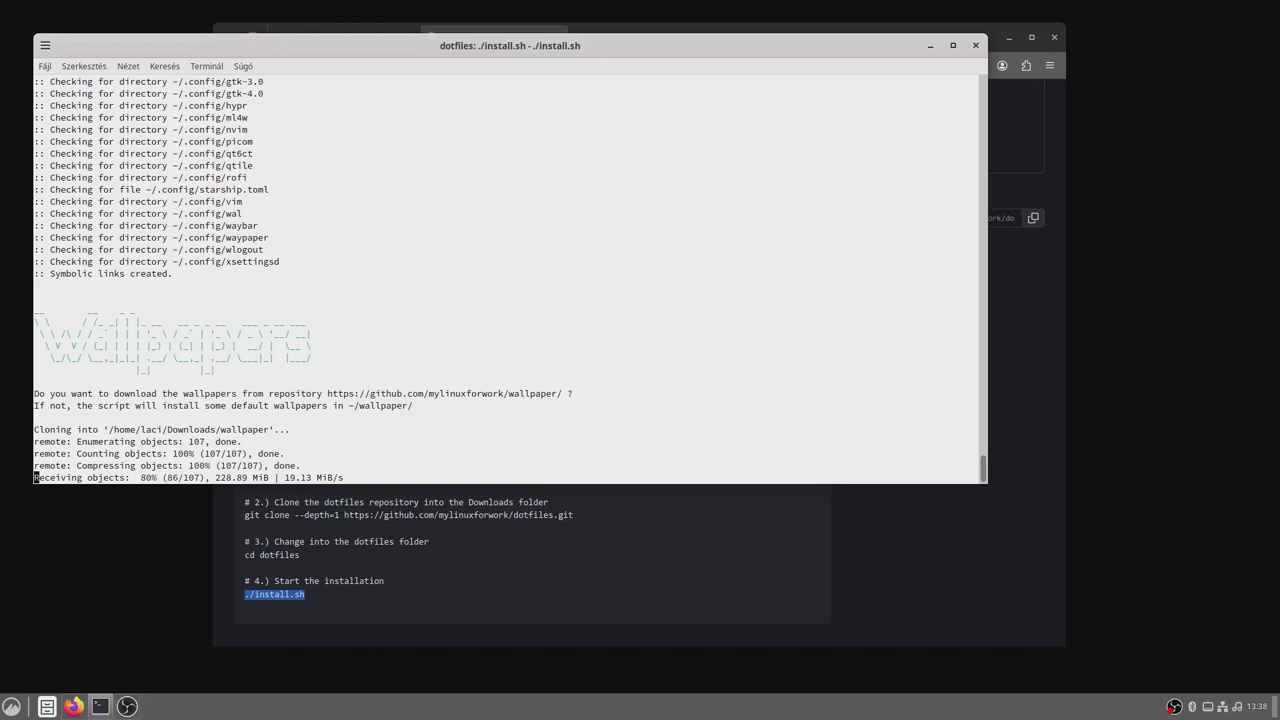 dotfiles: ./install.sh - ./install.sh
Fájl Szerkesztés Nézet Keresés Terminál Súgó
:: Checking for directory ~/.config/gtk-3.0
:: Checking for directory ~/.config/gtk-4.0
:: Checking for directory ~/.config/hypr
:: Checking for directory ~/.config/ml4w
:: Checking for directory ~/.config/nvim
:: Checking for directory ~/.config/picom
:: Checking for directory ~/.config/qt6ct
:: Checking for directory ~/.config/qtile
:: Checking for directory ~/.config/rofi
:: Checking for file ~/.config/starship.toml
:: Checking for directory ~/.config/vim
:: Checking for directory ~/.config/wal
:: Checking for directory ~/.config/waybar
:: Checking for directory ~/.config/waypaper
:: Checking for directory ~/.config/wlogout
:: Checking for directory ~/.config/xsettingsd
:: Symbolic links created.
Wallpapers
Do you want to download the wallpapers from repository https://github.com/mylinuxforwork/wallpaper/ ?
If not, the script will install some default wallpapers in ~/wallpaper/
Cloning into '/home/laci/Downloads/wallpaper'...
remote: Enumerating objects: 107, done.
remote: Counting objects: 100% (107/107), done.
remote: Compressing objects: 100% (107/107), done.
Receiving objects:  80% (86/107), 228.89 MiB | 19.13 MiB/s
work/do
# 2.) Clone the dotfiles repository into the Downloads folder
git clone --depth=1 https://github.com/mylinuxforwork/dotfiles.git
# 3.) Change into the dotfiles folder
cd dotfiles
# 4.) Start the installation
./install.sh
13:38